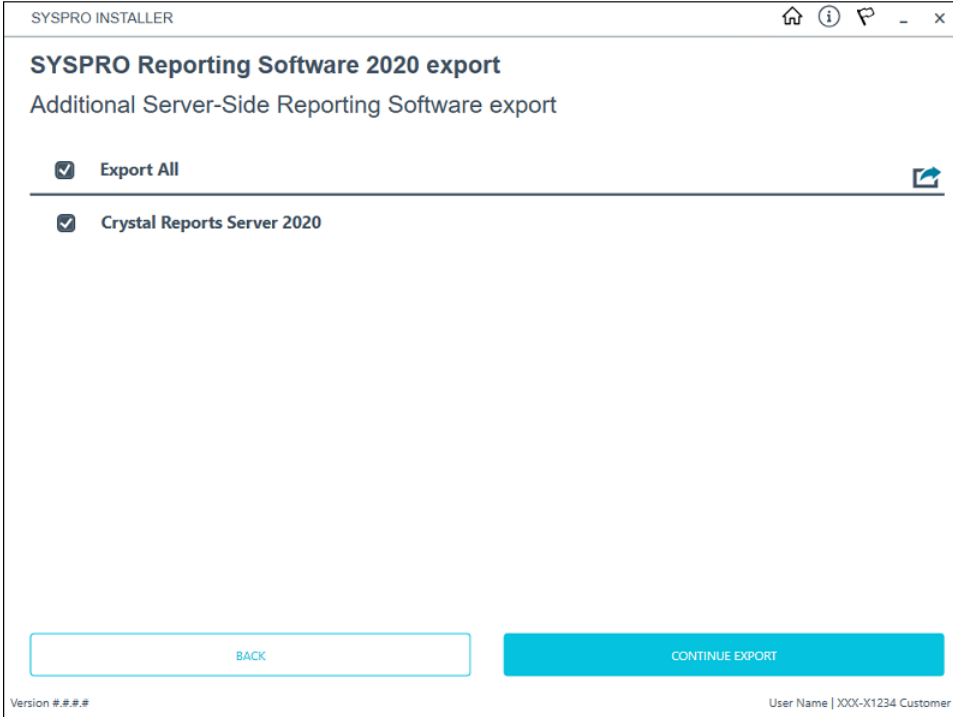 SYSPRO INSTALLER
SYSPRO Reporting Software 2020 export
Additional Server-Side Reporting Software export
Export All
Crystal Reports Server 2020
BACK
CONTINUE EXPORT
Version #.#.#.#
User Name | XXX-X1234 Customer